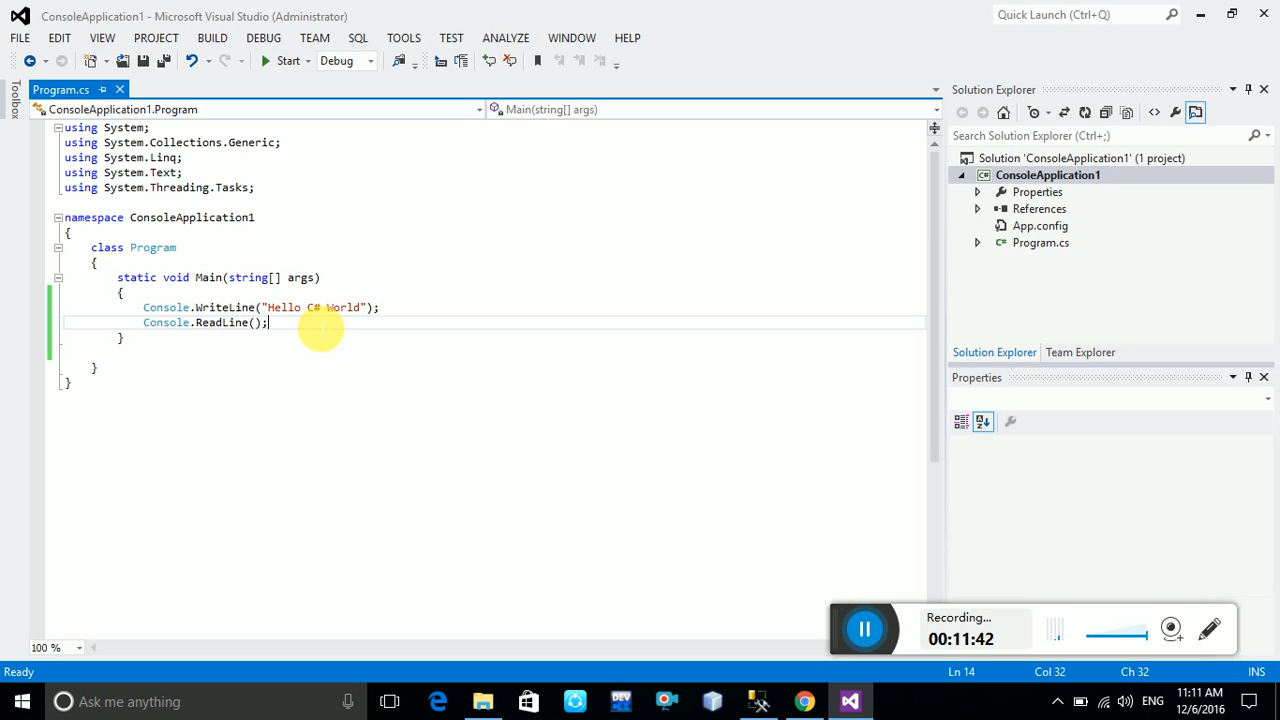 ConsoleApplication1 - Microsoft Visual Studio (Administrator)
Quick Launch (Ctrl+Q)
FILE EDIT VIEW PROJECT BUILD DEBUG TEAM SQL TOOLS TEST ANALYZE WINDOW HELP
Start Debug
Toolbox
Program.cs
ConsoleApplication1.Program
Main(string[] args)
using System;
using System.Collections.Generic;
using System.Linq;
using System.Text;
using System.Threading.Tasks;
namespace ConsoleApplication1
{
class Program
{
static void Main(string[] args)
{
Console.WriteLine("Hello C# World");
Console.ReadLine();
}
}
}
100 %
Solution Explorer
Search Solution Explorer (Ctrl+;)
Solution 'ConsoleApplication1' (1 project)
C# ConsoleApplication1
Properties
References
App.config
C# Program.cs
Solution Explorer Team Explorer
Properties
Recording...
00:11:42
Ready
Ln 14 Col 32 Ch 32 INS
Ask me anything
DEV
ENG
11:11 AM
12/6/2016